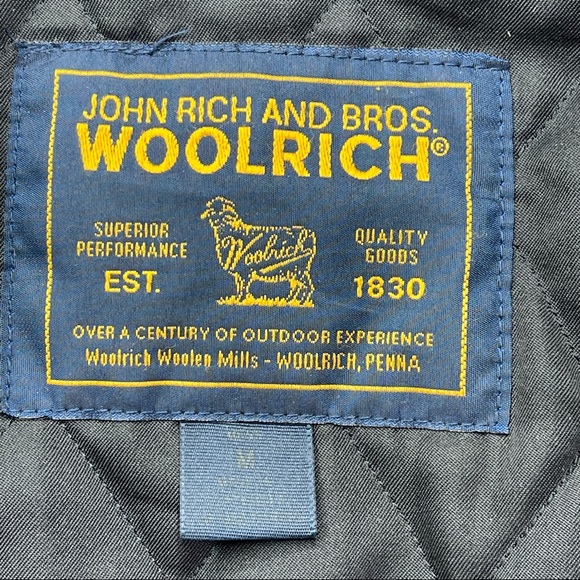 JOHN RICH AND BROS.
WOOLRICH®
SUPERIOR
PERFORMANCE
EST.
Woolrich
QUALITY
GOODS
1830
OVER A CENTURY OF OUTDOOR EXPERIENCE
Woolrich Woolen Mills - WOOLRICH, PENNA
M